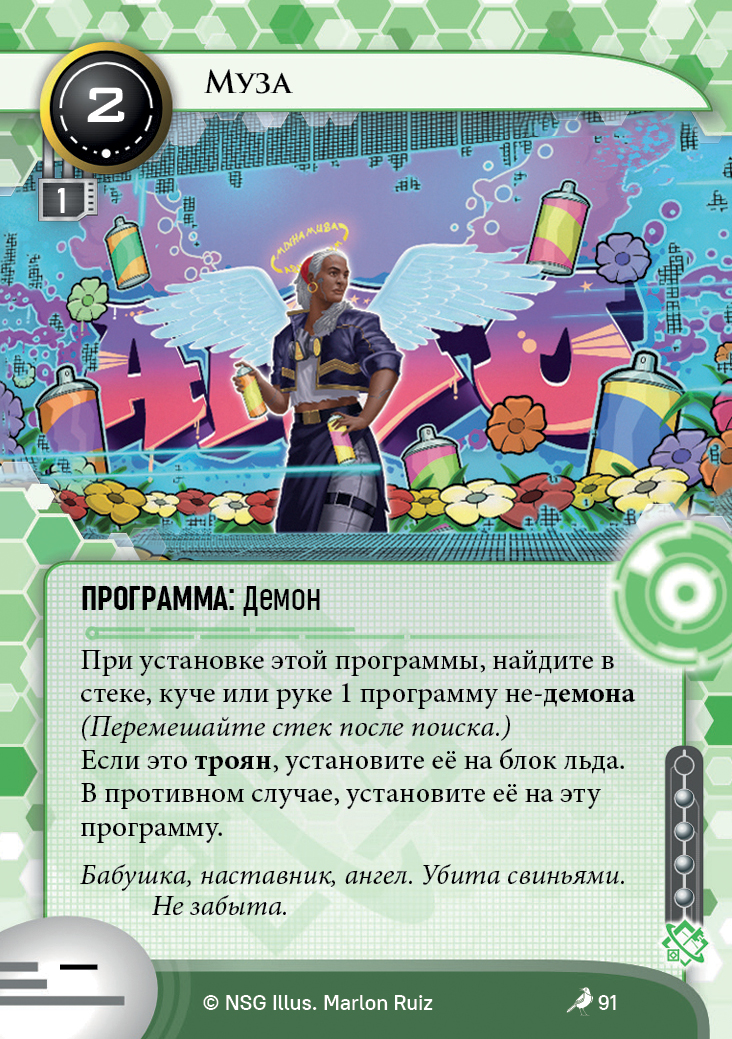 Муза
2
1
ПРОГРАММА: Демон
При установке этой программы, найдите в
стеке, куче или руке 1 программу не-демона
(Перемешайте стек после поиска.)
Если это троян, установите её на блок льда.
В противном случае, установите её на эту
программу.
Бабушка, наставник, ангел. Убита свиньями.
Не забыта.
© NSG Illus. Marlon Ruiz
91